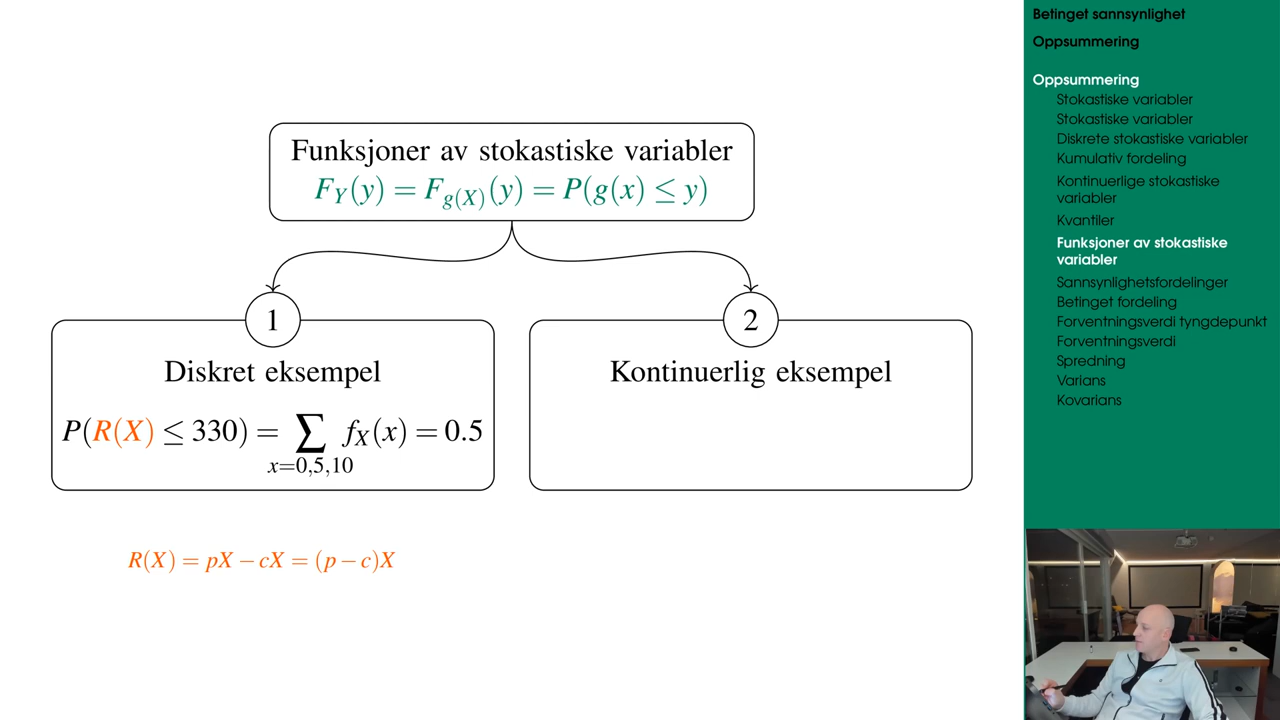 Funksjoner av stokastiske variabler
F_Y(y) = F_{g(X)}(y) = P(g(x) ≤ y)
1
Diskret eksempel
P(R(X) ≤ 330) = ∑ f_X(x) = 0.5
x=0,5,10
2
Kontinuerlig eksempel
R(X) = pX − cX = (p − c)X
Betinget sannsynlighet
Oppsummering
Oppsummering
Stokastiske variabler
Stokastiske variabler
Diskrete stokastiske variabler
Kumulativ fordeling
Kontinuerlige stokastiske
variabler
Kvantiler
Funksjoner av stokastiske
variabler
Sannsynlighetsfordelinger
Betinget fordeling
Forventningsverdi tyngdepunkt
Forventningsverdi
Spredning
Varians
Kovarians